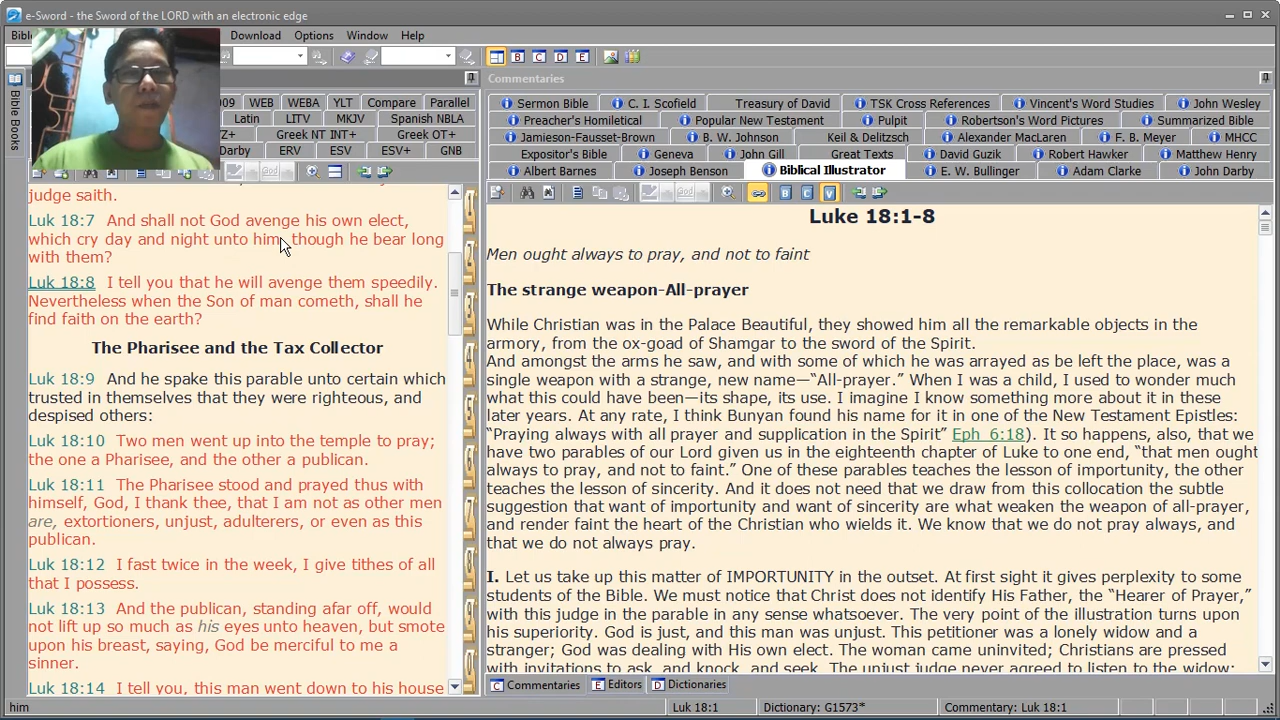 e-Sword - the Sword of the LORD with an electronic edge
Download Options Window Help
B C D E
Commentaries
2009 WEB WEBA YLT Compare Parallel
Latin LITV MKJV Spanish NBLA
Greek NT INT+ Greek OT+
Darby ERV ESV ESV+ GNB
Bible Books
Sermon Bible C. I. Scofield Treasury of David TSK Cross References Vincent's Word Studies John Wesley
Preacher's Homiletical Popular New Testament Pulpit Robertson's Word Pictures Summarized Bible
Jamieson-Fausset-Brown B. W. Johnson Keil & Delitzsch Alexander MacLaren F. B. Meyer MHCC
Expositor's Bible Geneva John Gill Great Texts David Guzik Robert Hawker Matthew Henry
Albert Barnes Joseph Benson Biblical Illustrator E. W. Bullinger Adam Clarke John Darby
B C V
judge saith.
Luk 18:7 And shall not God avenge his own elect,
which cry day and night unto him, though he bear long
with them?
Luk 18:8 I tell you that he will avenge them speedily.
Nevertheless when the Son of man cometh, shall he
find faith on the earth?
The Pharisee and the Tax Collector
Luk 18:9 And he spake this parable unto certain which
trusted in themselves that they were righteous, and
despised others:
Luk 18:10 Two men went up into the temple to pray;
the one a Pharisee, and the other a publican.
Luk 18:11 The Pharisee stood and prayed thus with
himself, God, I thank thee, that I am not as other men
are, extortioners, unjust, adulterers, or even as this
publican.
Luk 18:12 I fast twice in the week, I give tithes of all
that I possess.
Luk 18:13 And the publican, standing afar off, would
not lift up so much as his eyes unto heaven, but smote
upon his breast, saying, God be merciful to me a
sinner.
Luk 18:14 I tell you, this man went down to his house
Luke 18:1-8
Men ought always to pray, and not to faint
The strange weapon-All-prayer
While Christian was in the Palace Beautiful, they showed him all the remarkable objects in the
armory, from the ox-goad of Shamgar to the sword of the Spirit.
And amongst the arms he saw, and with some of which he was arrayed as be left the place, was a
single weapon with a strange, new name—“All-prayer.” When I was a child, I used to wonder much
what this could have been—its shape, its use. I imagine I know something more about it in these
later years. At any rate, I think Bunyan found his name for it in one of the New Testament Epistles:
“Praying always with all prayer and supplication in the Spirit” Eph_6:18). It so happens, also, that we
have two parables of our Lord given us in the eighteenth chapter of Luke to one end, “that men ought
always to pray, and not to faint.” One of these parables teaches the lesson of importunity, the other
teaches the lesson of sincerity. And it does not need that we draw from this collocation the subtle
suggestion that want of importunity and want of sincerity are what weaken the weapon of all-prayer,
and render faint the heart of the Christian who wields it. We know that we do not pray always, and
that we do not always pray.
I. Let us take up this matter of IMPORTUNITY in the outset. At first sight it gives perplexity to some
students of the Bible. We must notice that Christ does not identify His Father, the “Hearer of Prayer,”
with this judge in the parable in any sense whatsoever. The very point of the illustration turns upon
his superiority. God is just, and this man was unjust. This petitioner was a lonely widow and a
stranger; God was dealing with His own elect. The woman came uninvited; Christians are pressed
with invitations to ask, and knock, and seek. The unjust judge never agreed to listen to the widow;
Commentaries Editors Dictionaries
him Luk 18:1 Dictionary: G1573* Commentary: Luk 18:1